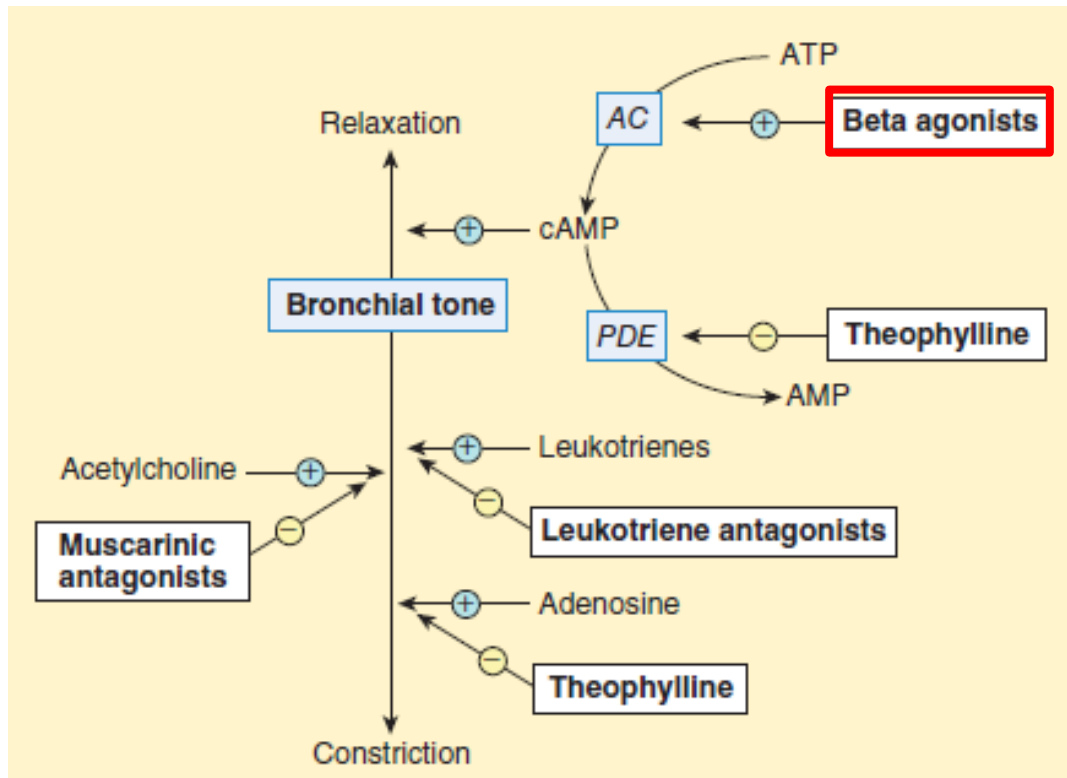 ATP
Relaxation
AC
+
Beta agonists
+
cAMP
Bronchial tone
PDE
−
Theophylline
AMP
Acetylcholine
+
+
Leukotrienes
−
Muscarinic
antagonists
−
Leukotriene antagonists
+
Adenosine
−
Theophylline
Constriction